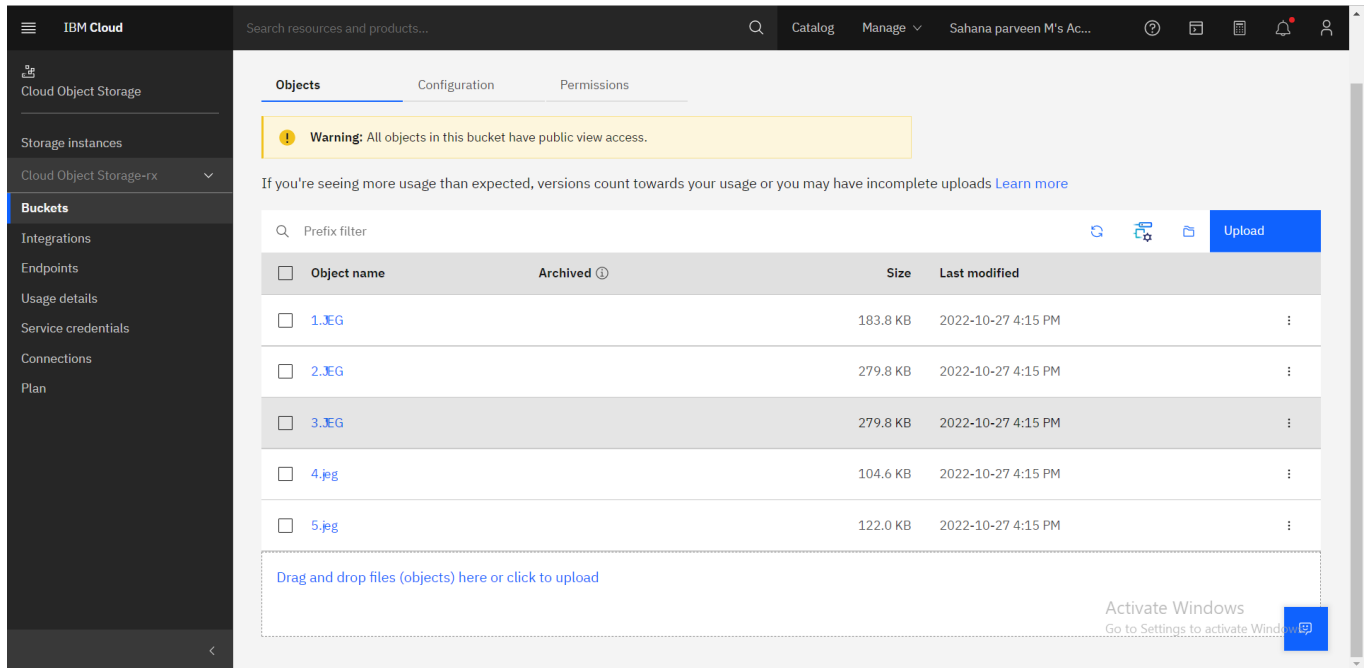 IBM Cloud
Search resources and products...
Catalog
Manage
Sahana parveen M's Ac...
Cloud Object Storage
Storage instances
Cloud Object Storage-rx
Buckets
Integrations
Endpoints
Usage details
Service credentials
Connections
Plan
Objects
Configuration
Permissions
Warning: All objects in this bucket have public view access.
If you're seeing more usage than expected, versions count towards your usage or you may have incomplete uploads Learn more
Prefix filter
Upload
Object name Archived Size Last modified
1.JEG 183.8 KB 2022-10-27 4:15 PM
2.JEG 279.8 KB 2022-10-27 4:15 PM
3.JEG 279.8 KB 2022-10-27 4:15 PM
4.jeg 104.6 KB 2022-10-27 4:15 PM
5.jeg 122.0 KB 2022-10-27 4:15 PM
Drag and drop files (objects) here or click to upload
Activate Windows
Go to Settings to activate Windows